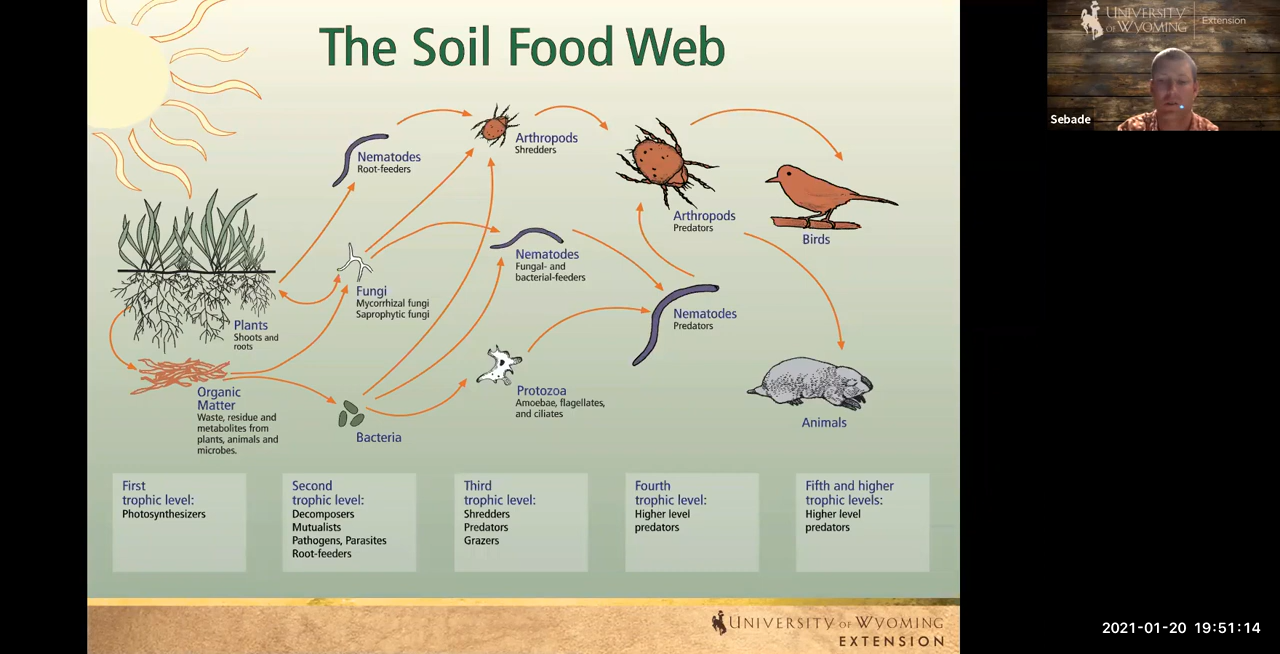 The Soil Food Web
Nematodes
Root-feeders
Arthropods
Shredders
Arthropods
Predators
Birds
Nematodes
Fungal- and
bacterial-feeders
Fungi
Mycorrhizal fungi
Saprophytic fungi
Plants
Shoots and
roots
Nematodes
Predators
Organic
Matter
Waste, residue and
metabolites from
plants, animals and
microbes.
Protozoa
Amoebae, flagellates,
and ciliates
Bacteria
Animals
First
trophic level:
Photosynthesizers
Second
trophic level:
Decomposers
Mutualists
Pathogens, Parasites
Root-feeders
Third
trophic level:
Shredders
Predators
Grazers
Fourth
trophic level:
Higher level
predators
Fifth and higher
trophic levels:
Higher level
predators
UNIVERSITY OF WYOMING
EXTENSION
UNIVERSITY
OF WYOMING
Extension
Sebade
2021-01-20 19:51:14